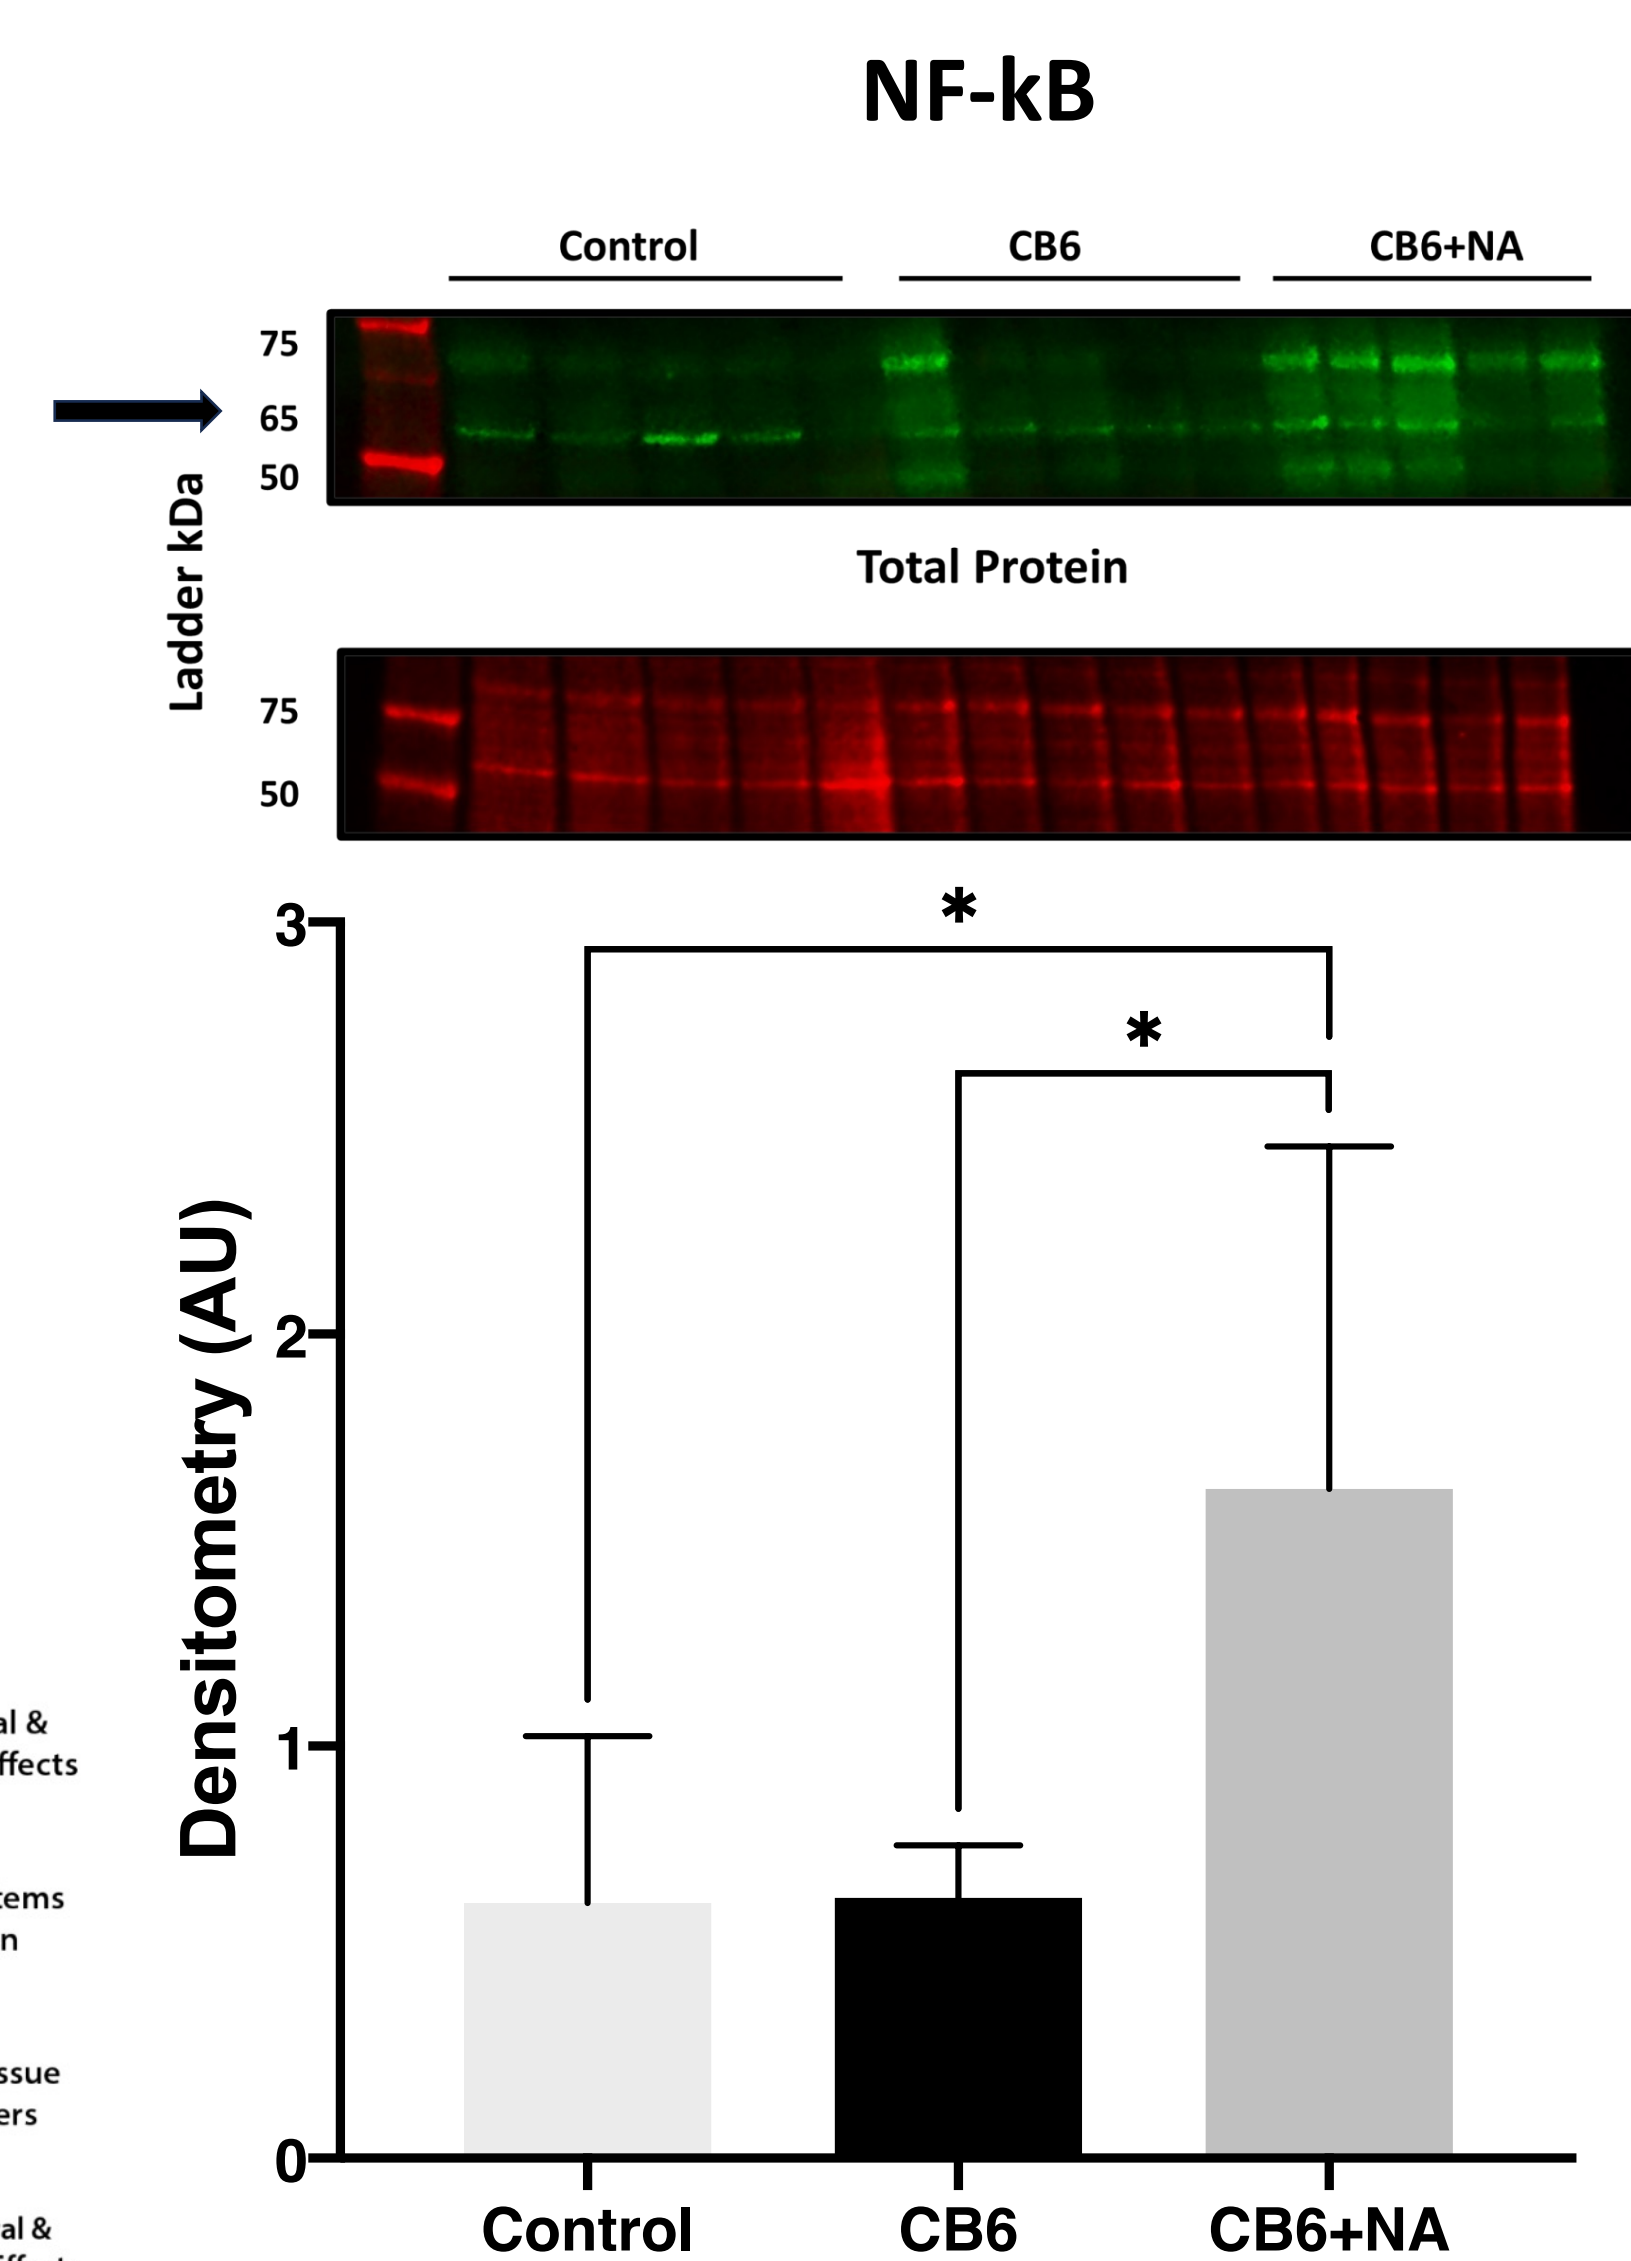 NF-kB
Control CB6 CB6+NA
75
65
50
Ladder kDa
Total Protein
75
50
*
*
3
2
1
0
Densitometry (AU)
Control CB6 CB6+NA
al &
ffects
tems
n
ssue
ers
al &